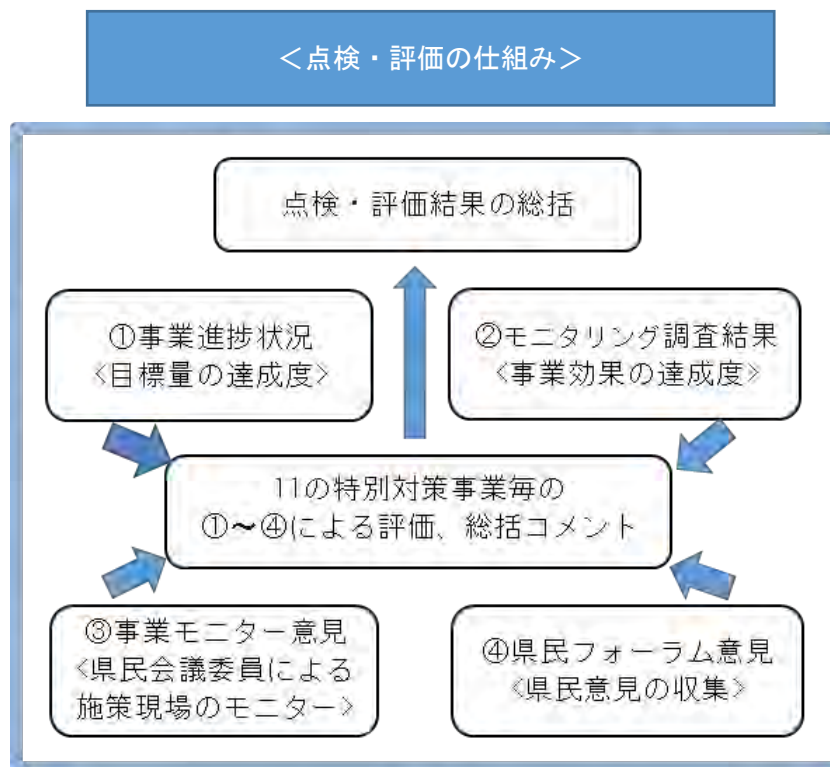 ＜点検・評価の仕組み＞
点検・評価結果の総括
①事業進捗状況
〈目標量の達成度〉
②モニタリング調査結果
〈事業効果の達成度〉
11の特別対策事業毎の
①～④による評価、総括コメント
③事業モニター意見
〈県民会議委員による
施策現場のモニター〉
④県民フォーラム意見
〈県民意見の収集〉